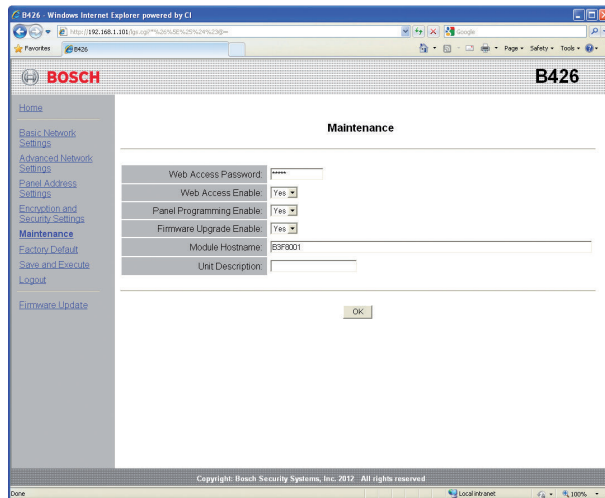 B426 - Windows Internet Explorer powered by CI
http://192.168.1.101/
Google
Favorites B426 Page Safety Tools
BOSCH B426
Home
Basic Network
Settings
Advanced Network
Settings
Panel Address
Settings
Encryption and
Security Settings
Maintenance
Factory Default
Save and Execute
Logout
Firmware Update
Maintenance
Web Access Password: *****
Web Access Enable: Yes
Panel Programming Enable: Yes
Firmware Upgrade Enable: Yes
Module Hostname: B3F8001
Unit Description:
OK
Copyright: Bosch Security Systems, Inc. 2012 All rights reserved
Done Local intranet 100%